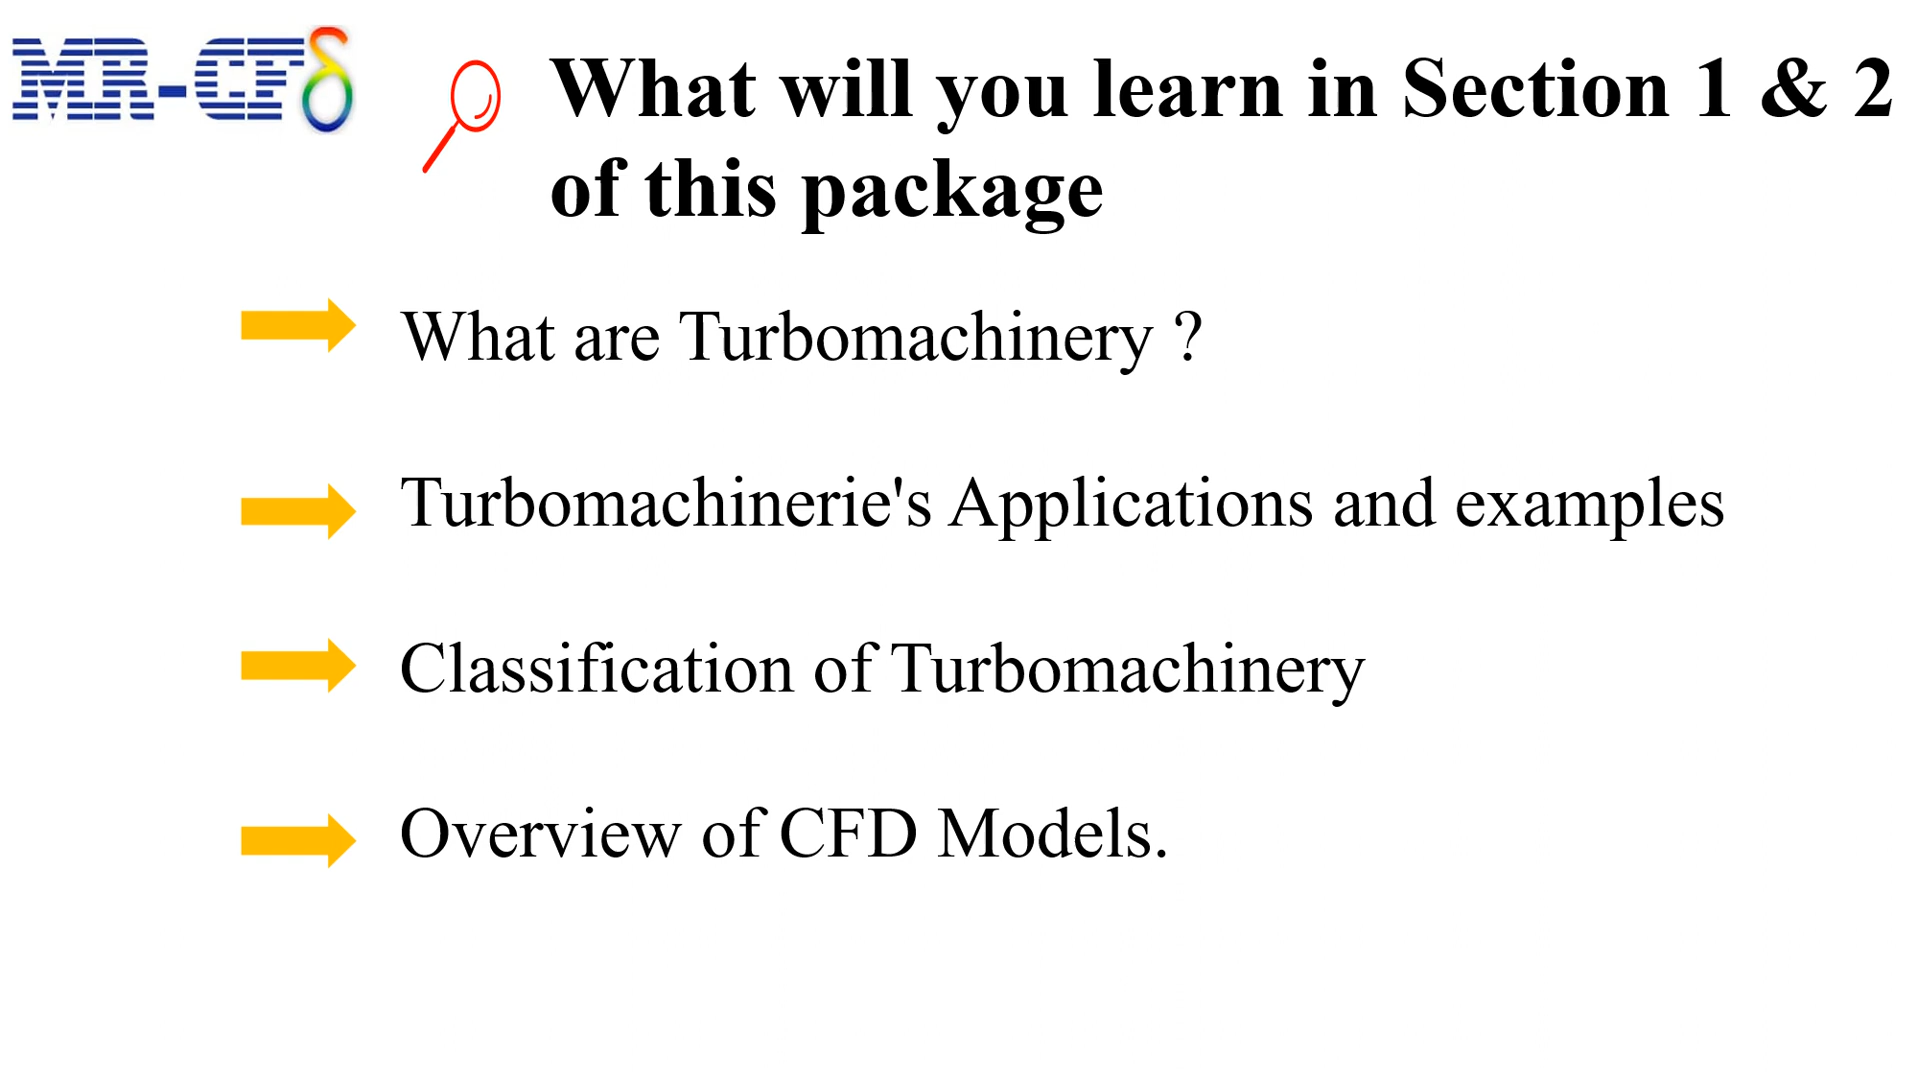 MR-CFδ
What will you learn in Section 1 & 2
of this package
What are Turbomachinery ?
Turbomachinerie's Applications and examples
Classification of Turbomachinery
Overview of CFD Models.